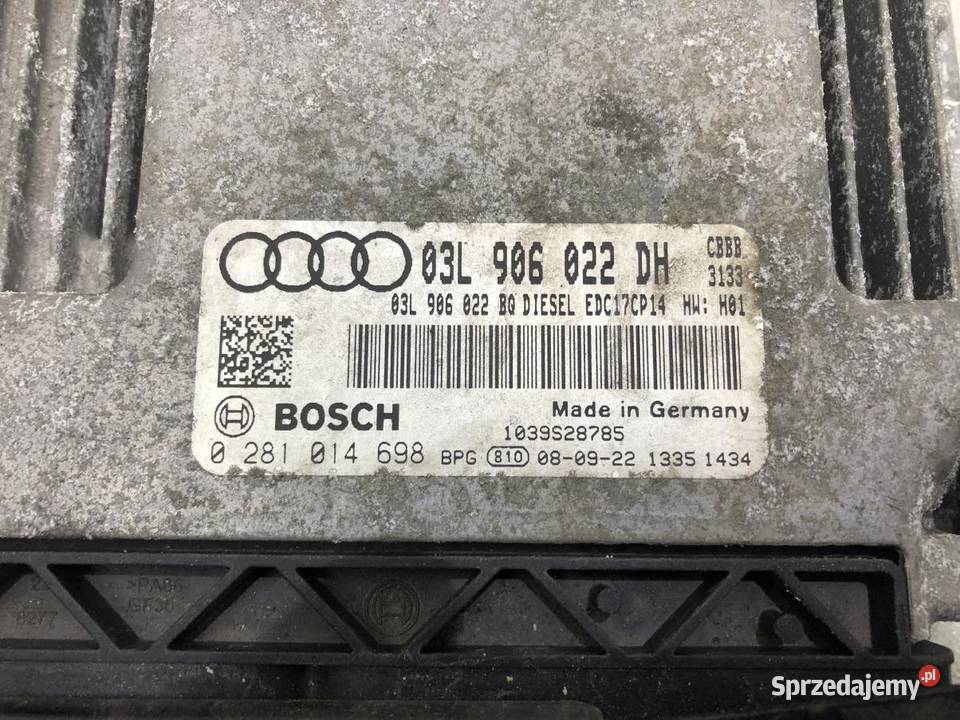 03L 906 022 DH
CBBB
3133
03L 906 022 BQ DIESEL EDC17CP14 HW: H01
BOSCH
Made in Germany
1039S28785
0 281 014 698 BPG 810 08-09-22 1335 1434
>PA66
GF30
Sprzedajemy.pl